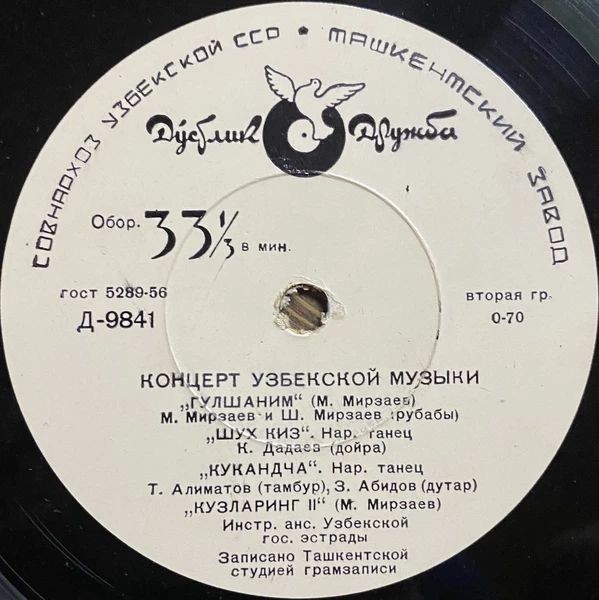 СОВНАРХОЗ УЗБЕКСКОЙ ССР • ТАШКЕНТСКИЙ ЗАВОД
Дўстлик Дружба
Обор. 33⅓ в мин.
гост 5289-56
Д-9841
вторая гр.
0-70
КОНЦЕРТ УЗБЕКСКОЙ МУЗЫКИ
„ГУЛШАНИМ“ (М. Мирзаев)
М. Мирзаев и Ш. Мирзаев (рубабы)
„ШУХ КИЗ“. Нар. танец
К. Дадаев (дойра)
„КУКАНДЧА“. Нар. танец
Т. Алиматов (тамбур), З. Абидов (дутар)
„КУЗЛАРИНГ II“ (М. Мирзаев)
Инстр. анс. Узбекской
гос. эстрады
Записано Ташкентской
студией грамзаписи